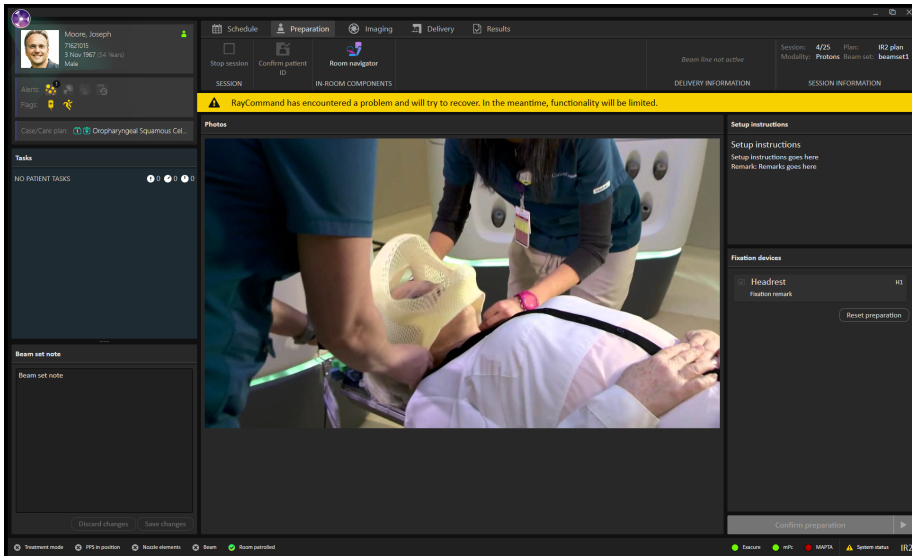 Moore, Joseph
71621015
3 Nov 1967 (54 Years)
Male
Alerts:
Flags:
Case/Care plan: Oropharyngeal Squamous Cel...
Schedule Preparation Imaging Delivery Results
Stop session
Confirm patient
ID
Room navigator
SESSION
IN-ROOM COMPONENTS
Beam line not active
DELIVERY INFORMATION
Session: 4/25 Plan: IR2 plan
Modality: Protons Beam set: beamset1
SESSION INFORMATION
RayCommand has encountered a problem and will try to recover. In the meantime, functionality will be limited.
Tasks
NO PATIENT TASKS 0 0 0
Beam set note
Beam set note
Discard changes Save changes
Photos
Setup instructions
Setup instructions
Setup instructions goes here
Remark: Remarks goes here
Fixation devices
Headrest H1
Fixation remark
Reset preparation
Confirm preparation
Treatment mode PPS in position Nozzle elements Beam Room patrolled Exacure mPc MAPTA System status IR2